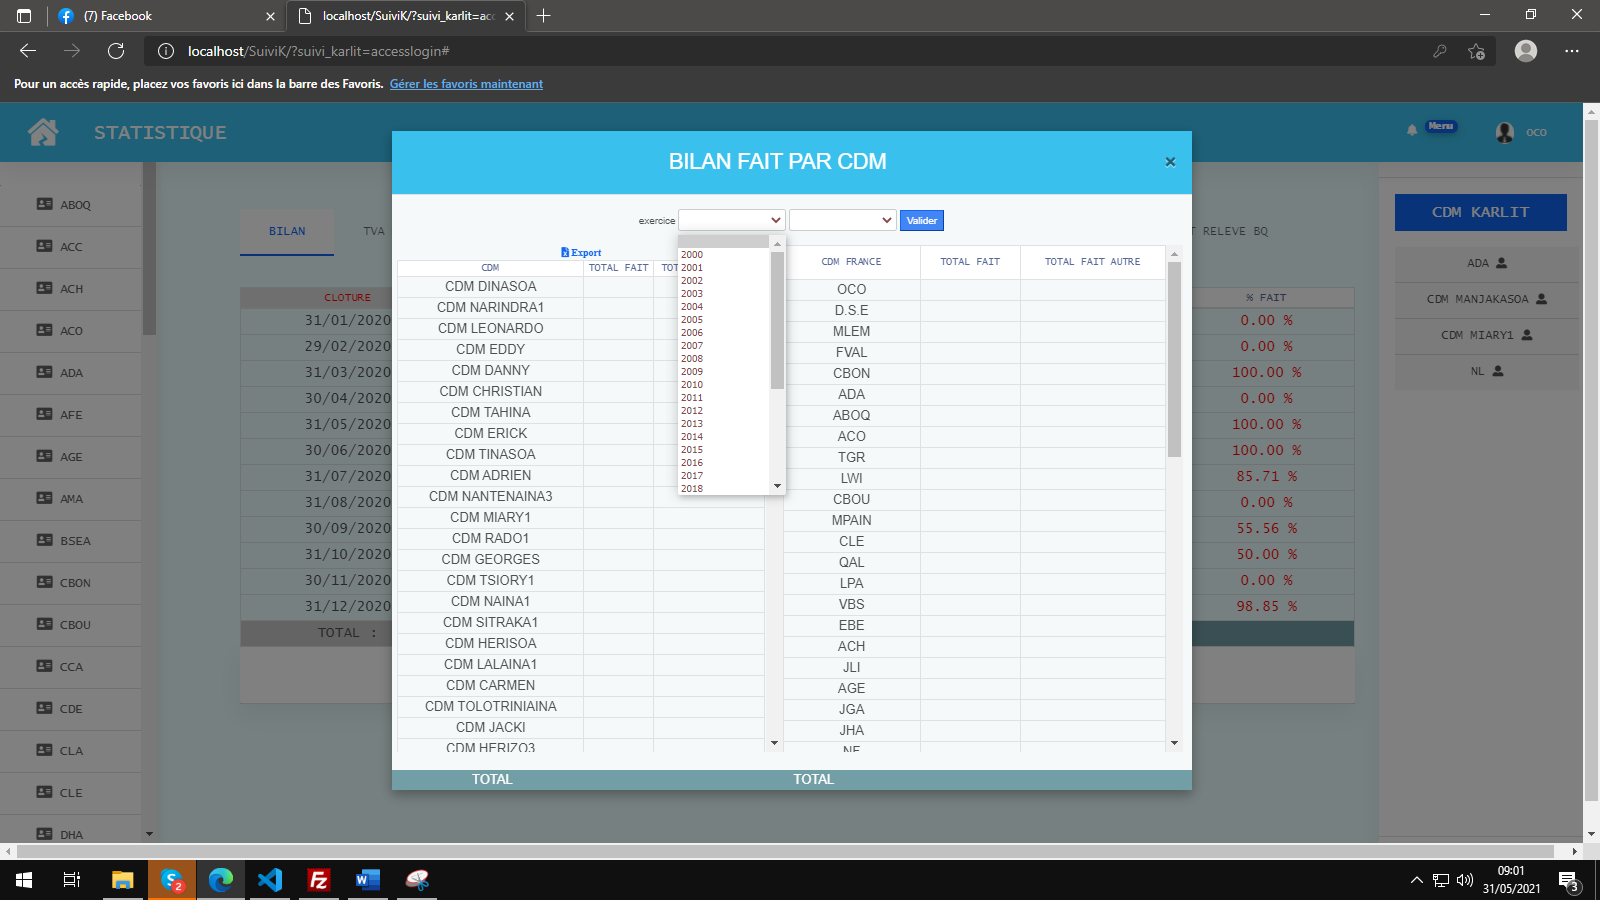 (7) Facebook
localhost/SuiviK/?suivi_karlit=acc
localhost/SuiviK/?suivi_karlit=accesslogin#
Pour un accès rapide, placez vos favoris ici dans la barre des Favoris. Gérer les favoris maintenant
STATISTIQUE
Menu
OCO
BILAN FAIT PAR CDM
×
exercice
Valider
ABOQ
ACC
ACH
ACO
ADA
AFE
AGE
AMA
BSEA
CBON
CBOU
CCA
CDE
CLA
CLE
DHA
BILAN
TVA
T RELEVE BQ
CLOTURE
31/01/2020
29/02/2020
31/03/2020
30/04/2020
31/05/2020
30/06/2020
31/07/2020
31/08/2020
30/09/2020
31/10/2020
30/11/2020
31/12/2020
TOTAL :
Export
CDM TOTAL FAIT TOT
CDM DINASOA
CDM NARINDRA1
CDM LEONARDO
CDM EDDY
CDM DANNY
CDM CHRISTIAN
CDM TAHINA
CDM ERICK
CDM TINASOA
CDM ADRIEN
CDM NANTENAINA3
CDM MIARY1
CDM RADO1
CDM GEORGES
CDM TSIORY1
CDM NAINA1
CDM SITRAKA1
CDM HERISOA
CDM LALAINA1
CDM CARMEN
CDM TOLOTRINIAINA
CDM JACKI
CDM HERIZO3
TOTAL
2000
2001
2002
2003
2004
2005
2006
2007
2008
2009
2010
2011
2012
2013
2014
2015
2016
2017
2018
CDM FRANCE TOTAL FAIT TOTAL FAIT AUTRE
OCO
D.S.E
MLEM
FVAL
CBON
ADA
ABOQ
ACO
TGR
LWI
CBOU
MPAIN
CLE
QAL
LPA
VBS
EBE
ACH
JLI
AGE
JGA
JHA
NF
TOTAL
% FAIT
0.00 %
0.00 %
100.00 %
0.00 %
100.00 %
100.00 %
85.71 %
0.00 %
55.56 %
50.00 %
0.00 %
98.85 %
CDM KARLIT
ADA
CDM MANJAKASOA
CDM MIARY1
NL
2
09:01
31/05/2021
3